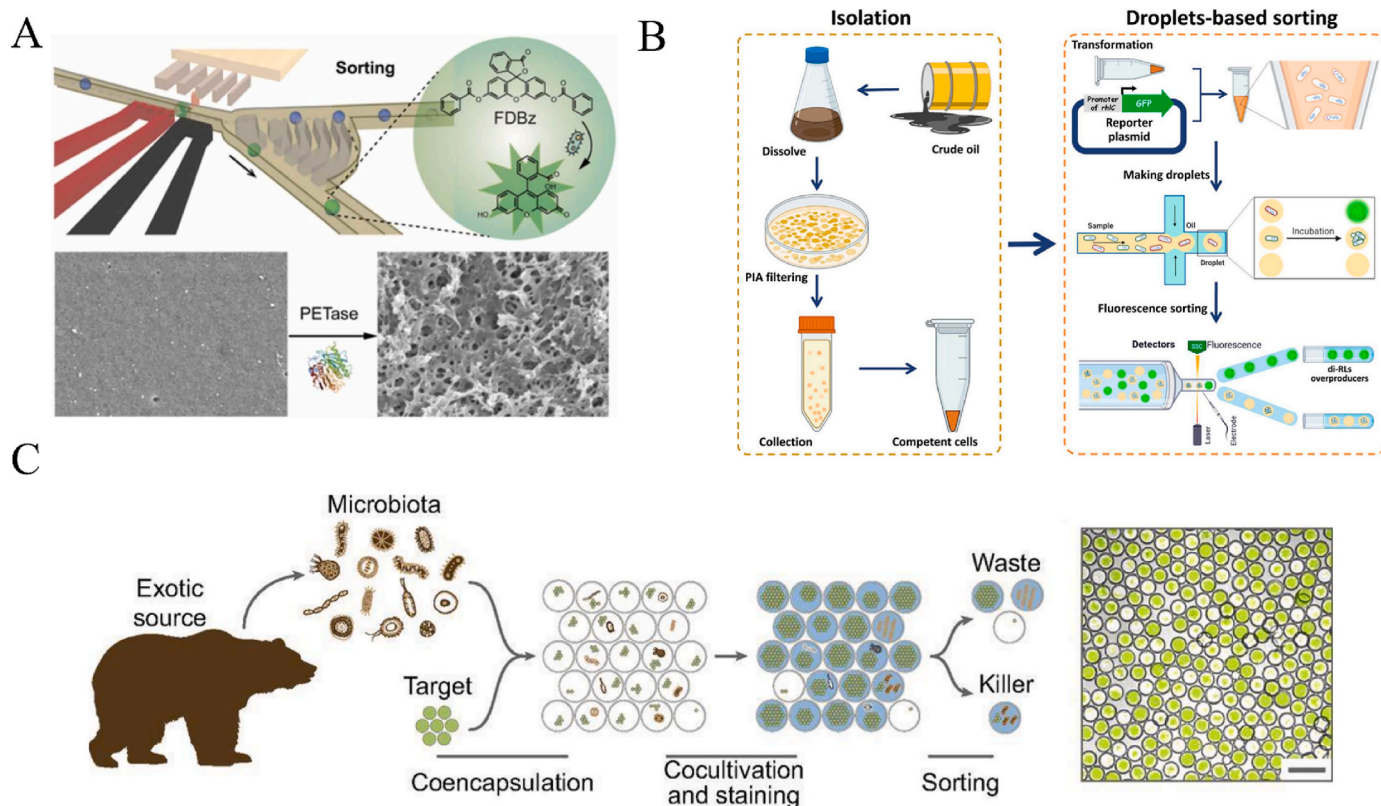 A
Sorting
FDBz
O
O
O
O
O
O
O
OH
HO
O
O
PETase
B
Isolation
Dissolve
Crude oil
PIA filtering
Collection
Competent cells
Droplets-based sorting
Transformation
Promoter
of rhlC
GFP
Reporter
plasmid
Making droplets
Sample
Oil
Droplet
Incubation
Fluorescence sorting
Detectors
SSC
Fluorescence
di-RLs
overproducers
Laser
Electrode
C
Exotic
source
Microbiota
Target
Coencapsulation
Cocultivation
and staining
Waste
Killer
Sorting